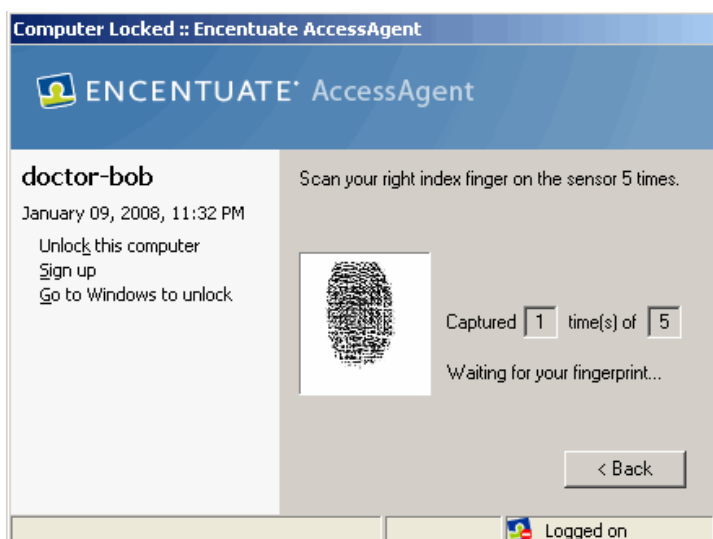 Computer Locked :: Encentuate AccessAgent
ENCENTUATE AccessAgent
doctor-bob
January 09, 2008, 11:32 PM
Unlock this computer
Sign up
Go to Windows to unlock
Scan your right index finger on the sensor 5 times.
Captured 1 time(s) of 5
Waiting for your fingerprint...
< Back
Logged on